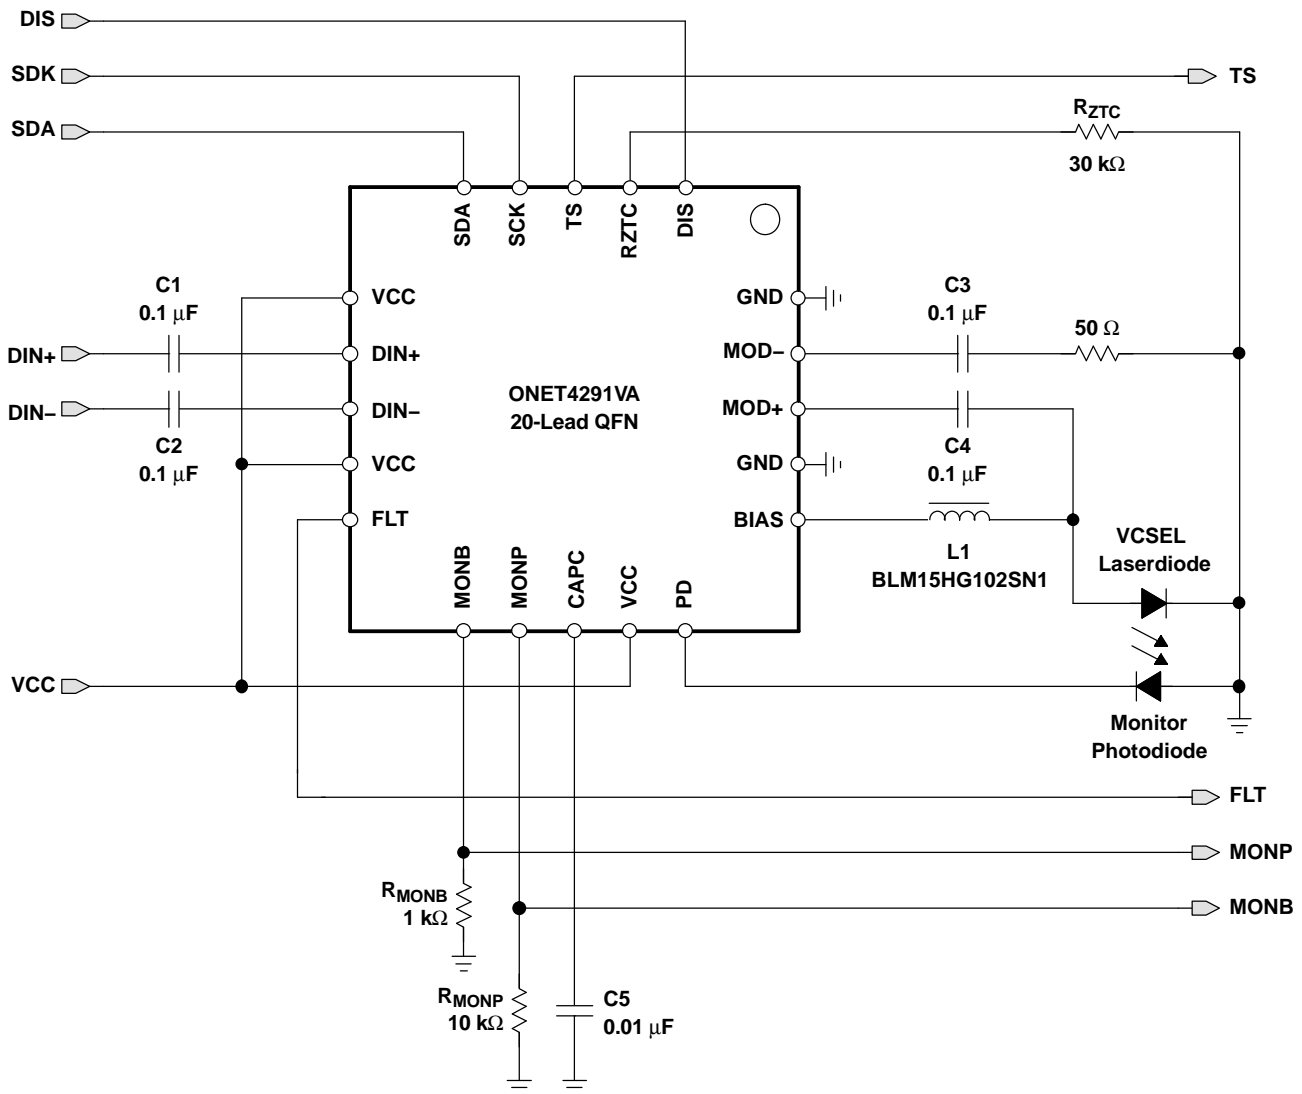 DIS
SDK
SDA
TS
R_ZTC
30 kΩ
SDA
SCK
TS
RZTC
DIS
C1
0.1 μF
VCC
GND
C3
0.1 μF
50 Ω
DIN+
DIN+
MOD–
ONET4291VA
20-Lead QFN
DIN–
DIN–
MOD+
C2
0.1 μF
VCC
GND
C4
0.1 μF
FLT
BIAS
L1
BLM15HG102SN1
VCSEL
Laserdiode
MONB
MONP
CAPC
VCC
PD
VCC
Monitor
Photodiode
FLT
MONP
R_MONB
1 kΩ
MONB
R_MONP
10 kΩ
C5
0.01 μF